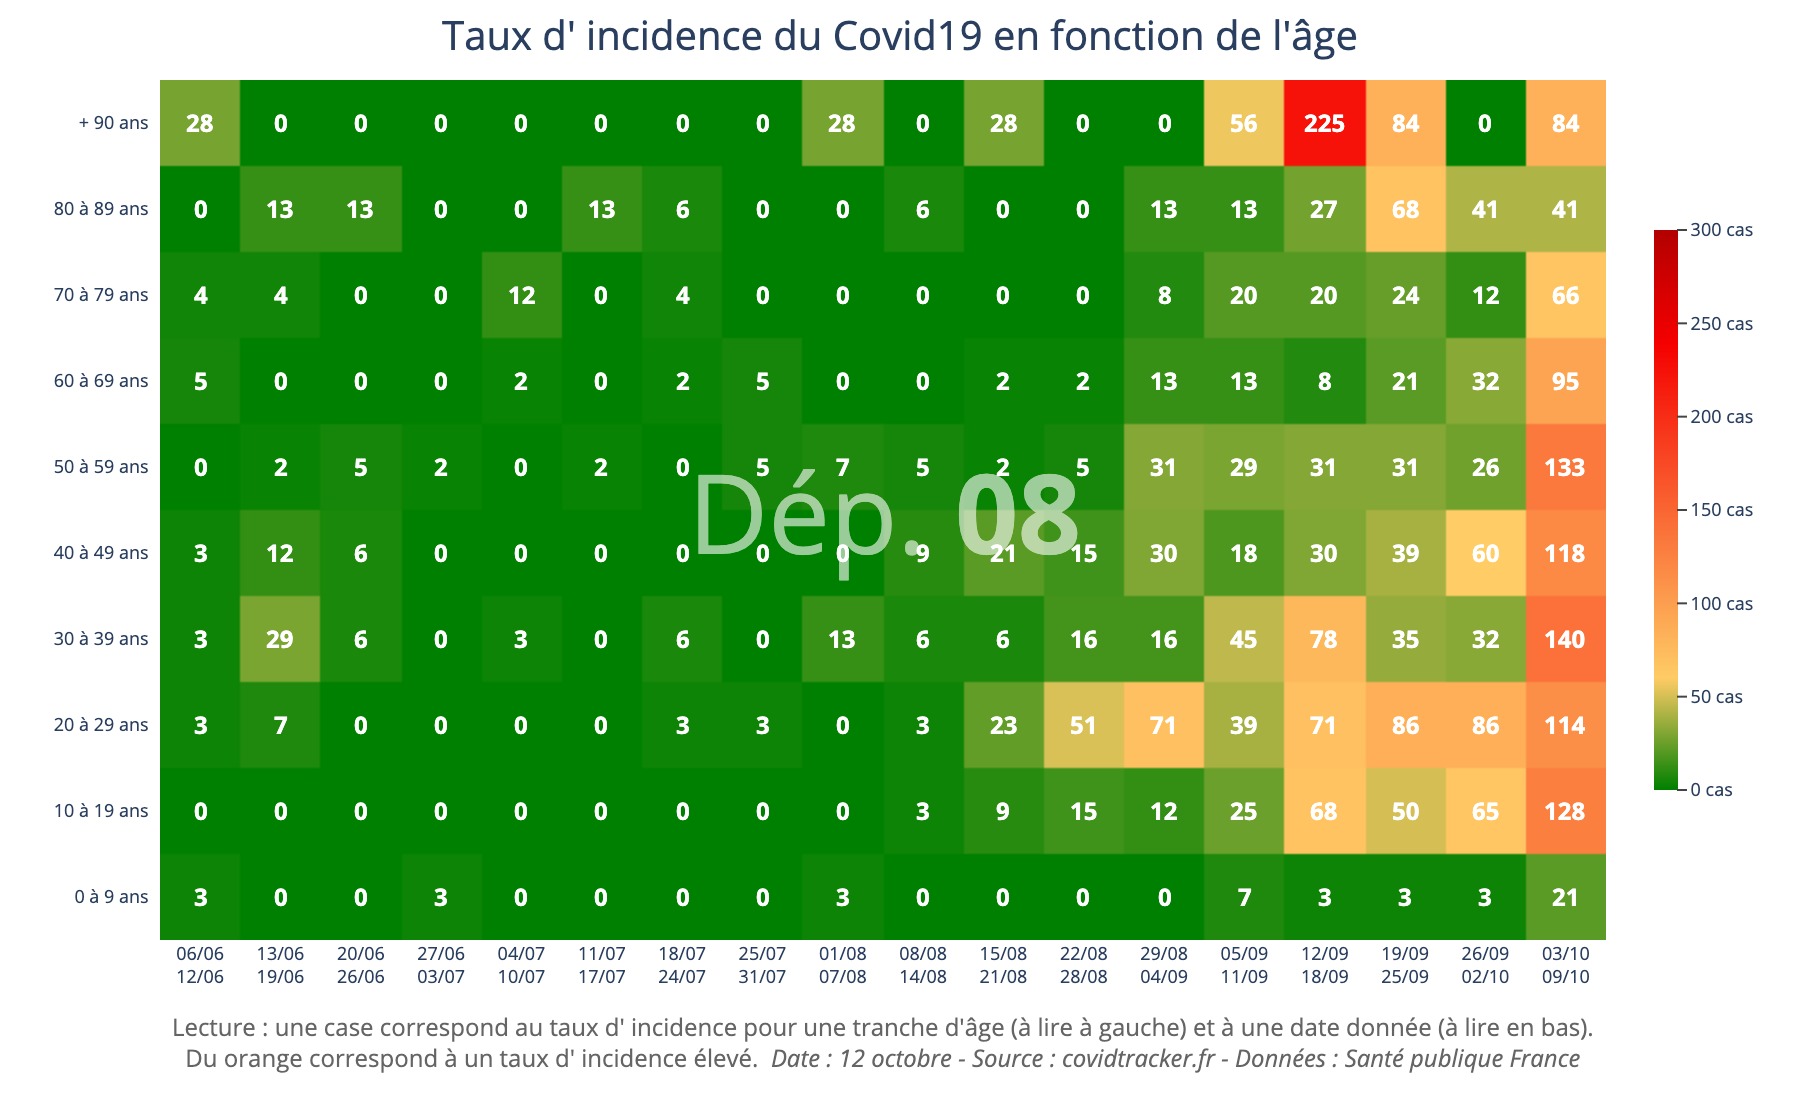 Taux d' incidence du Covid19 en fonction de l'âge
+ 90 ans 28 0 0 0 0 0 0 0 28 0 28 0 0 56 225 84 0 84
80 à 89 ans 0 13 13 0 0 13 6 0 0 6 0 0 13 13 27 68 41 41
70 à 79 ans 4 4 0 0 12 0 4 0 0 0 0 0 8 20 20 24 12 66
60 à 69 ans 5 0 0 0 2 0 2 5 0 0 2 2 13 13 8 21 32 95
50 à 59 ans 0 2 5 2 0 2 0 5 7 5 2 5 31 29 31 31 26 133
Dép. 08
40 à 49 ans 3 12 6 0 0 0 0 0 0 9 21 15 30 18 30 39 60 118
30 à 39 ans 3 29 6 0 3 0 6 0 13 6 6 16 16 45 78 35 32 140
20 à 29 ans 3 7 0 0 0 0 3 3 0 3 23 51 71 39 71 86 86 114
10 à 19 ans 0 0 0 0 0 0 0 0 0 3 9 15 12 25 68 50 65 128
0 à 9 ans 3 0 0 3 0 0 0 0 3 0 0 0 0 7 3 3 3 21
06/06 13/06 20/06 27/06 04/07 11/07 18/07 25/07 01/08 08/08 15/08 22/08 29/08 05/09 12/09 19/09 26/09 03/10
12/06 19/06 26/06 03/07 10/07 17/07 24/07 31/07 07/08 14/08 21/08 28/08 04/09 11/09 18/09 25/09 02/10 09/10
300 cas
250 cas
200 cas
150 cas
100 cas
50 cas
0 cas
Lecture : une case correspond au taux d' incidence pour une tranche d'âge (à lire à gauche) et à une date donnée (à lire en bas).
Du orange correspond à un taux d' incidence élevé. Date : 12 octobre - Source : covidtracker.fr - Données : Santé publique France